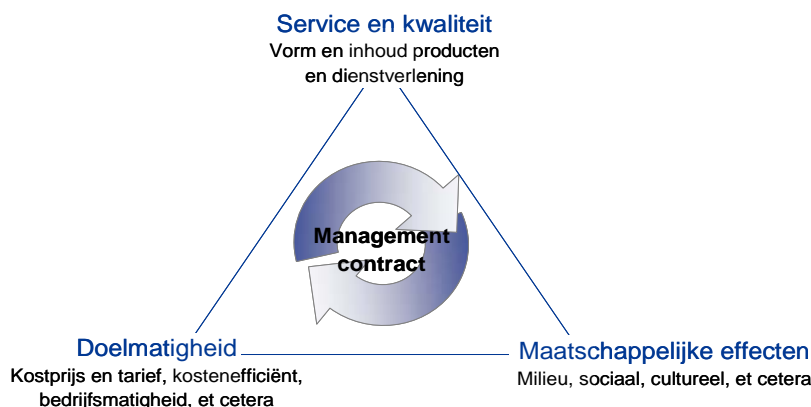 Service en kwaliteit
Vorm en inhoud producten
en dienstverlening
Management
contract
Doelmatigheid
Kostprijs en tarief, kostenefficiënt,
bedrijfsmatigheid, et cetera
Maatschappelijke effecten
Milieu, sociaal, cultureel, et cetera